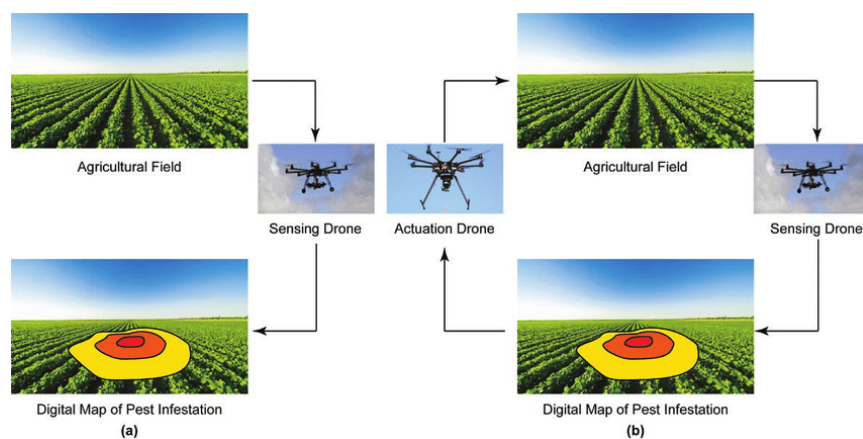 Agricultural Field
Sensing Drone
Digital Map of Pest Infestation
(a)
Actuation Drone
Agricultural Field
Sensing Drone
Digital Map of Pest Infestation
(b)